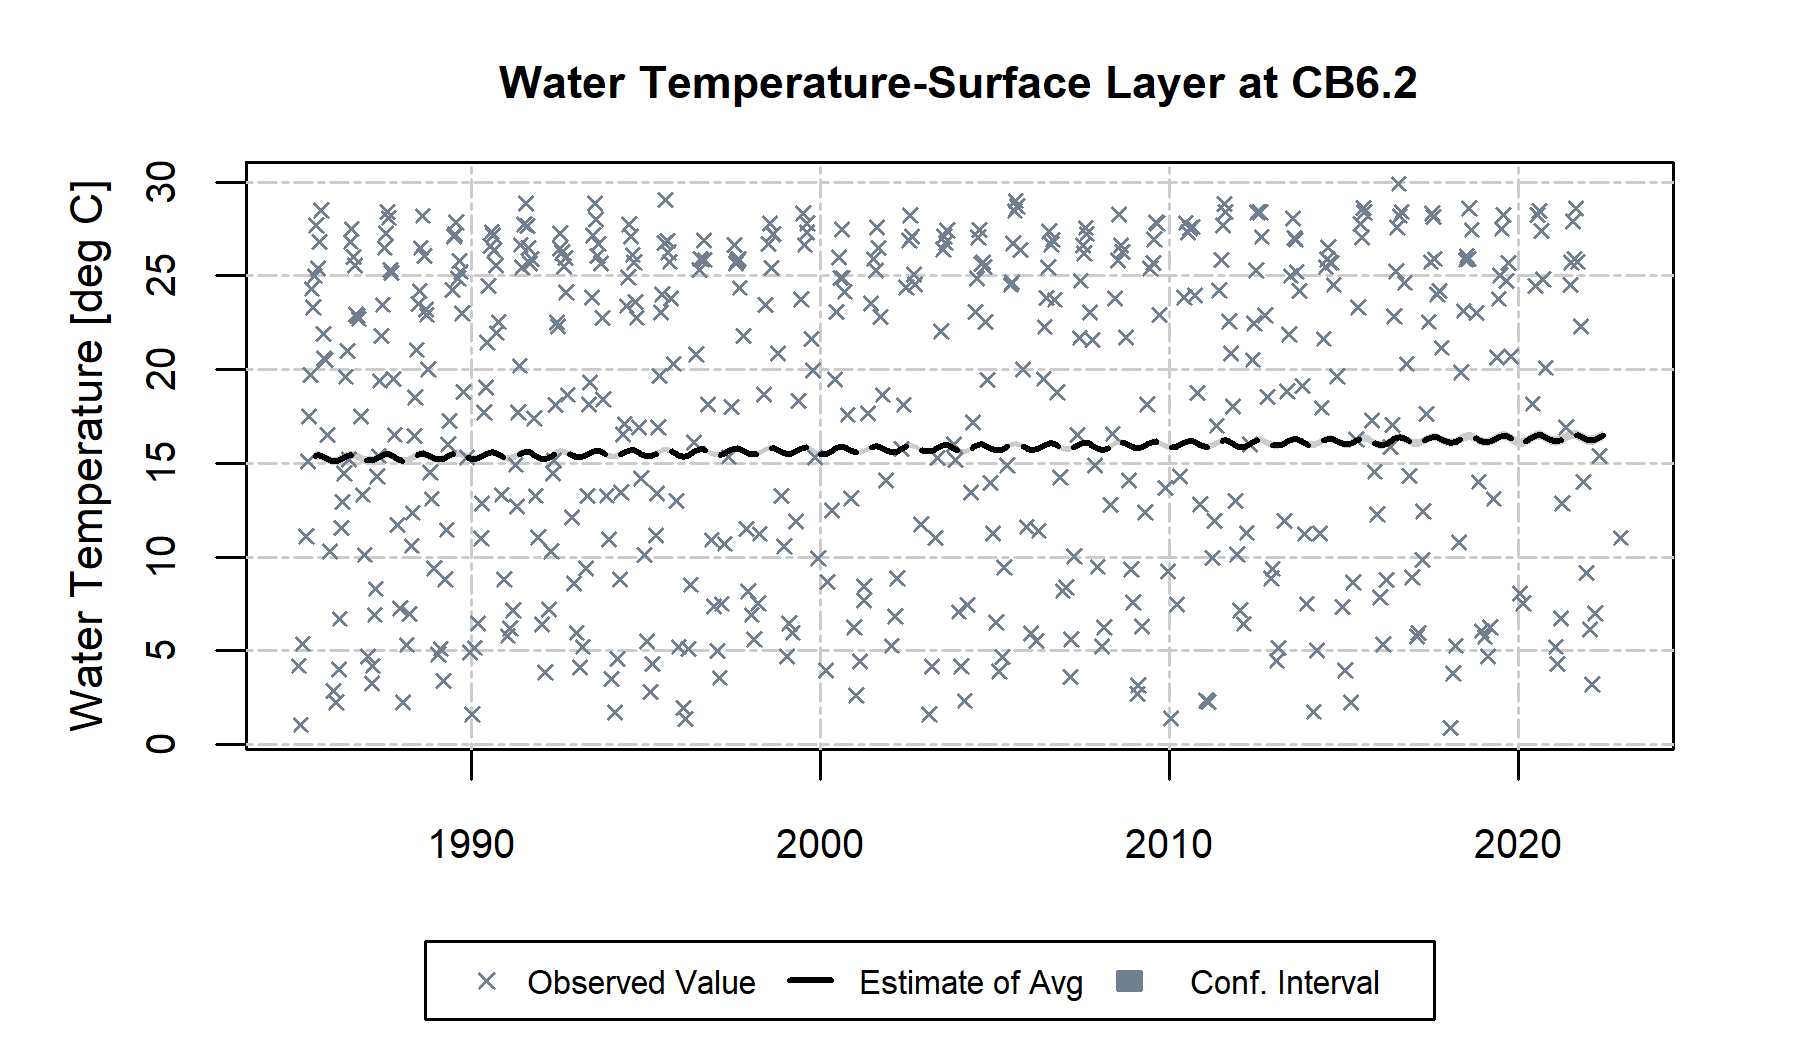 Water Temperature-Surface Layer at CB6.2
Water Temperature [deg C]
30
25
20
15
10
5
0
1990 2000 2010 2020
Observed Value Estimate of Avg Conf. Interval